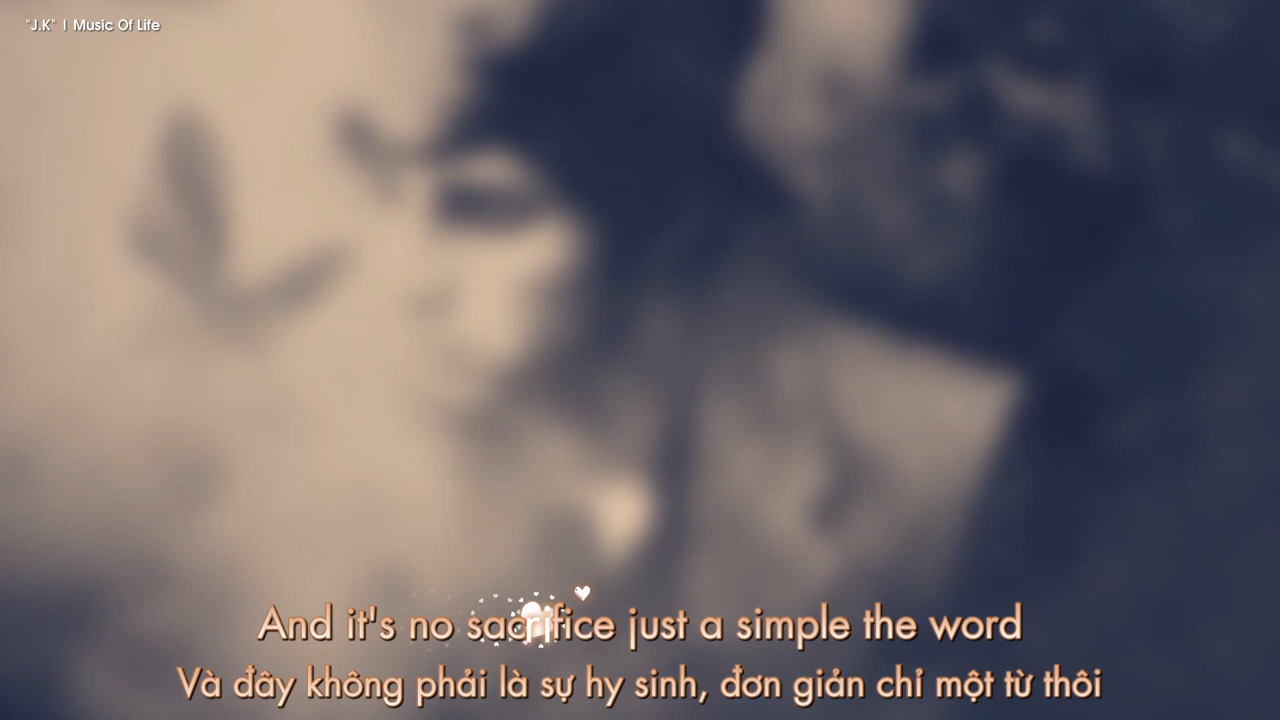 "J.K" I Music Of Life
And it's no sacrifice just a simple the word
Và đây không phải là sự hy sinh, đơn giản chỉ một từ thôi